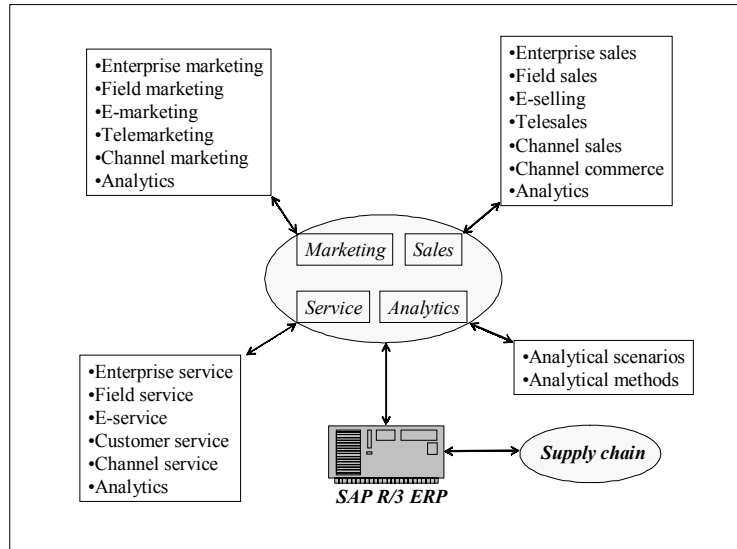 •Enterprise marketing
•Field marketing
•E-marketing
•Telemarketing
•Channel marketing
•Analytics
•Enterprise sales
•Field sales
•E-selling
•Telesales
•Channel sales
•Channel commerce
•Analytics
Marketing
Sales
Service
Analytics
•Enterprise service
•Field service
•E-service
•Customer service
•Channel service
•Analytics
•Analytical scenarios
•Analytical methods
SAP R/3 ERP
Supply chain